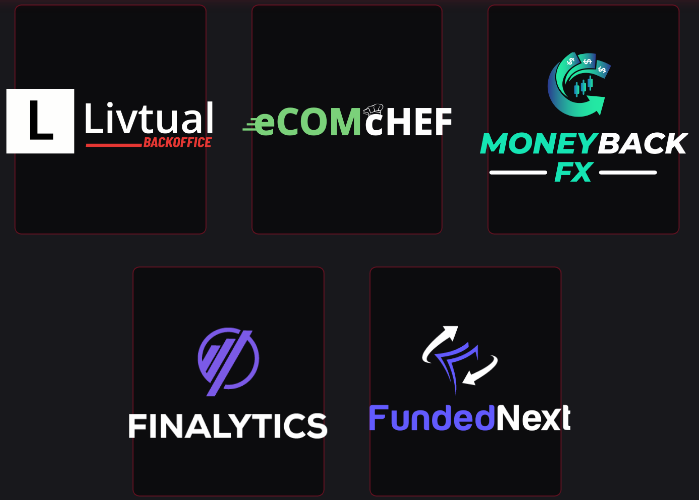 L Livtual
BACKOFFICE
eCOMcHEF
$ $ $
MONEYBACK
FX
FINALYTICS
FundedNext